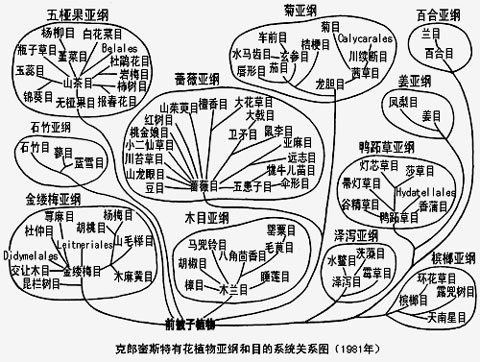 五桠果亚纲
杨柳目
白花菜目
瓶子草目
堇菜目
Belales
杜鹃花目
玉蕊目
岩梅目
山茶目
柿树目
锦葵目
无桠果目
报春花目
菊亚纲
菊目
车前目
桔梗目
Calycarales
水马齿目
玄参目
川续断目
唇形目
茄目
茜草目
龙胆目
百合亚纲
兰目
百合目
姜亚纲
凤梨目
姜目
蔷薇亚纲
山茱萸目
檀香目
大花草目
红树目
大戟目
桃金娘目
卫矛目
鼠李目
小二仙草目
亚麻目
川苔草目
远志目
山龙眼目
牻牛儿苗目
豆目
蔷薇目
五惠子目
伞形目
石竹亚纲
石竹目
蓼目
蓝雪目
鸭跖草亚纲
灯芯草目
莎草目
帚灯草目
Hydatellales
谷精草目
香蒲目
鸭跖草目
金缕梅亚纲
荨麻目
杨梅目
杜仲目
胡桃目
Leitneriales
山毛榉目
Didymelales
交让木目
金缕梅目
昆栏树目
木麻黄目
木目亚纲
罂粟目
马兜铃目
毛茛目
胡椒目
八角茴香目
樟目
睡莲目
木兰目
泽泻亚纲
水鳖目
茨藻目
霉草目
泽泻目
槟榔亚纲
环花草目
露兜树目
槟榔目
天南星目
前被子植物
克郎奎斯特有花植物亚纲和目的系统关系图（1981年）